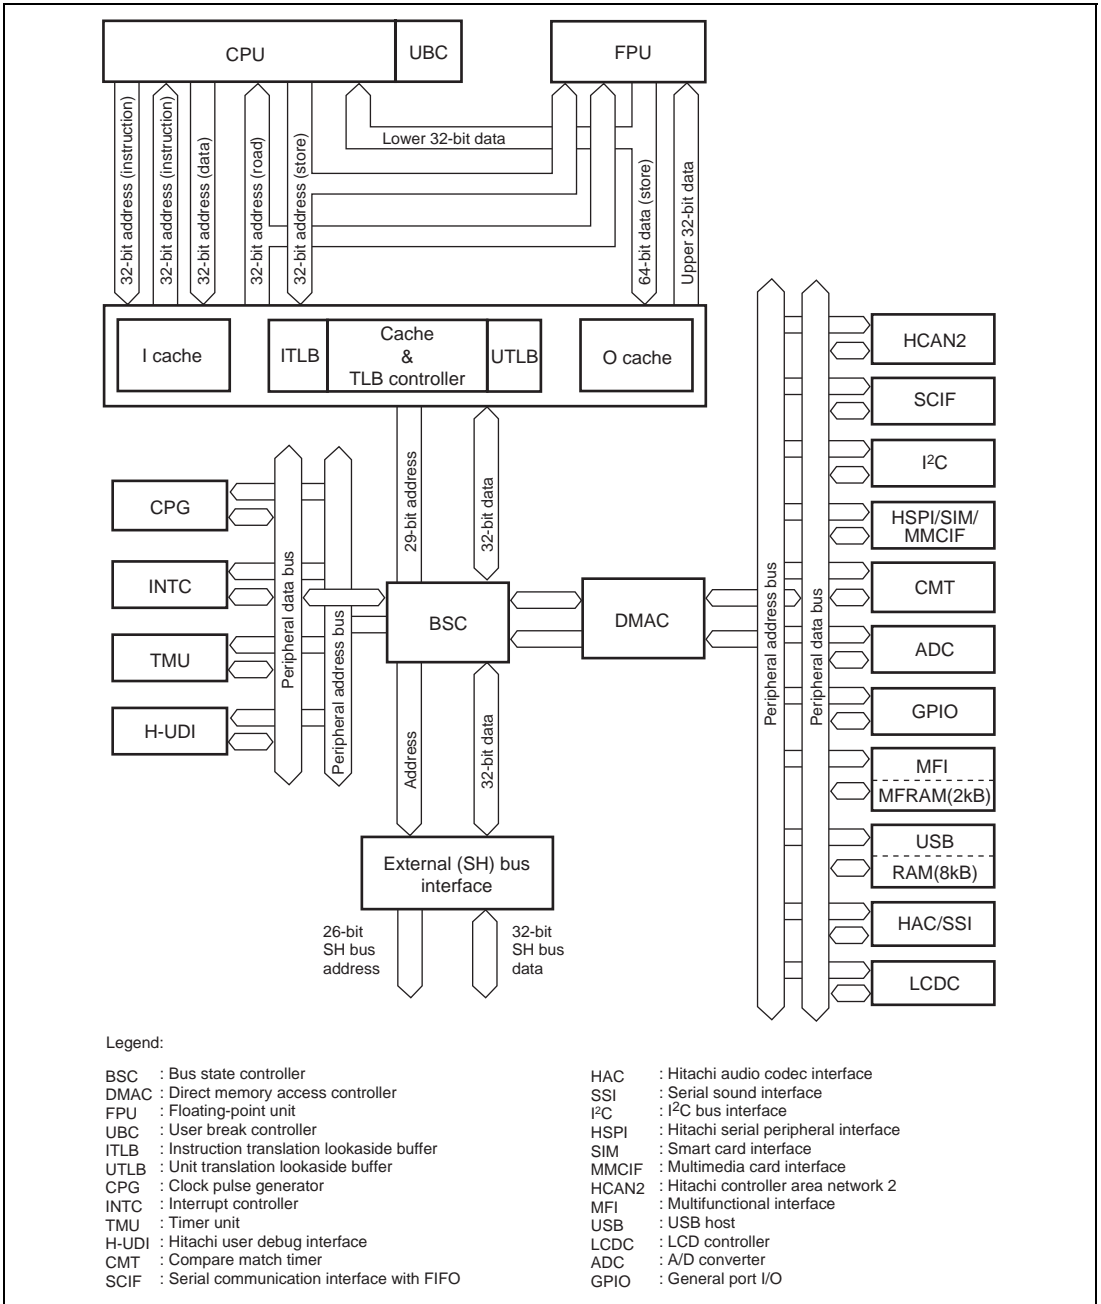 CPU
UBC
FPU
32-bit address (instruction)
32-bit address (instruction)
32-bit address (data)
32-bit address (road)
32-bit address (store)
Lower 32-bit data
64-bit data (store)
Upper 32-bit data
I cache
ITLB
Cache
&
TLB controller
UTLB
O cache
29-bit address
32-bit data
CPG
INTC
TMU
H-UDI
Peripheral data bus
Peripheral address bus
BSC
DMAC
Address
32-bit data
External (SH) bus
interface
26-bit
SH bus
address
32-bit
SH bus
data
Peripheral address bus
Peripheral data bus
HCAN2
SCIF
I²C
HSPI/SIM/
MMCIF
CMT
ADC
GPIO
MFI
MFRAM(2kB)
USB
RAM(8kB)
HAC/SSI
LCDC
Legend:
BSC : Bus state controller
DMAC : Direct memory access controller
FPU : Floating-point unit
UBC : User break controller
ITLB : Instruction translation lookaside buffer
UTLB : Unit translation lookaside buffer
CPG : Clock pulse generator
INTC : Interrupt controller
TMU : Timer unit
H-UDI : Hitachi user debug interface
CMT : Compare match timer
SCIF : Serial communication interface with FIFO
HAC : Hitachi audio codec interface
SSI : Serial sound interface
I²C : I²C bus interface
HSPI : Hitachi serial peripheral interface
SIM : Smart card interface
MMCIF : Multimedia card interface
HCAN2 : Hitachi controller area network 2
MFI : Multifunctional interface
USB : USB host
LCDC : LCD controller
ADC : A/D converter
GPIO : General port I/O